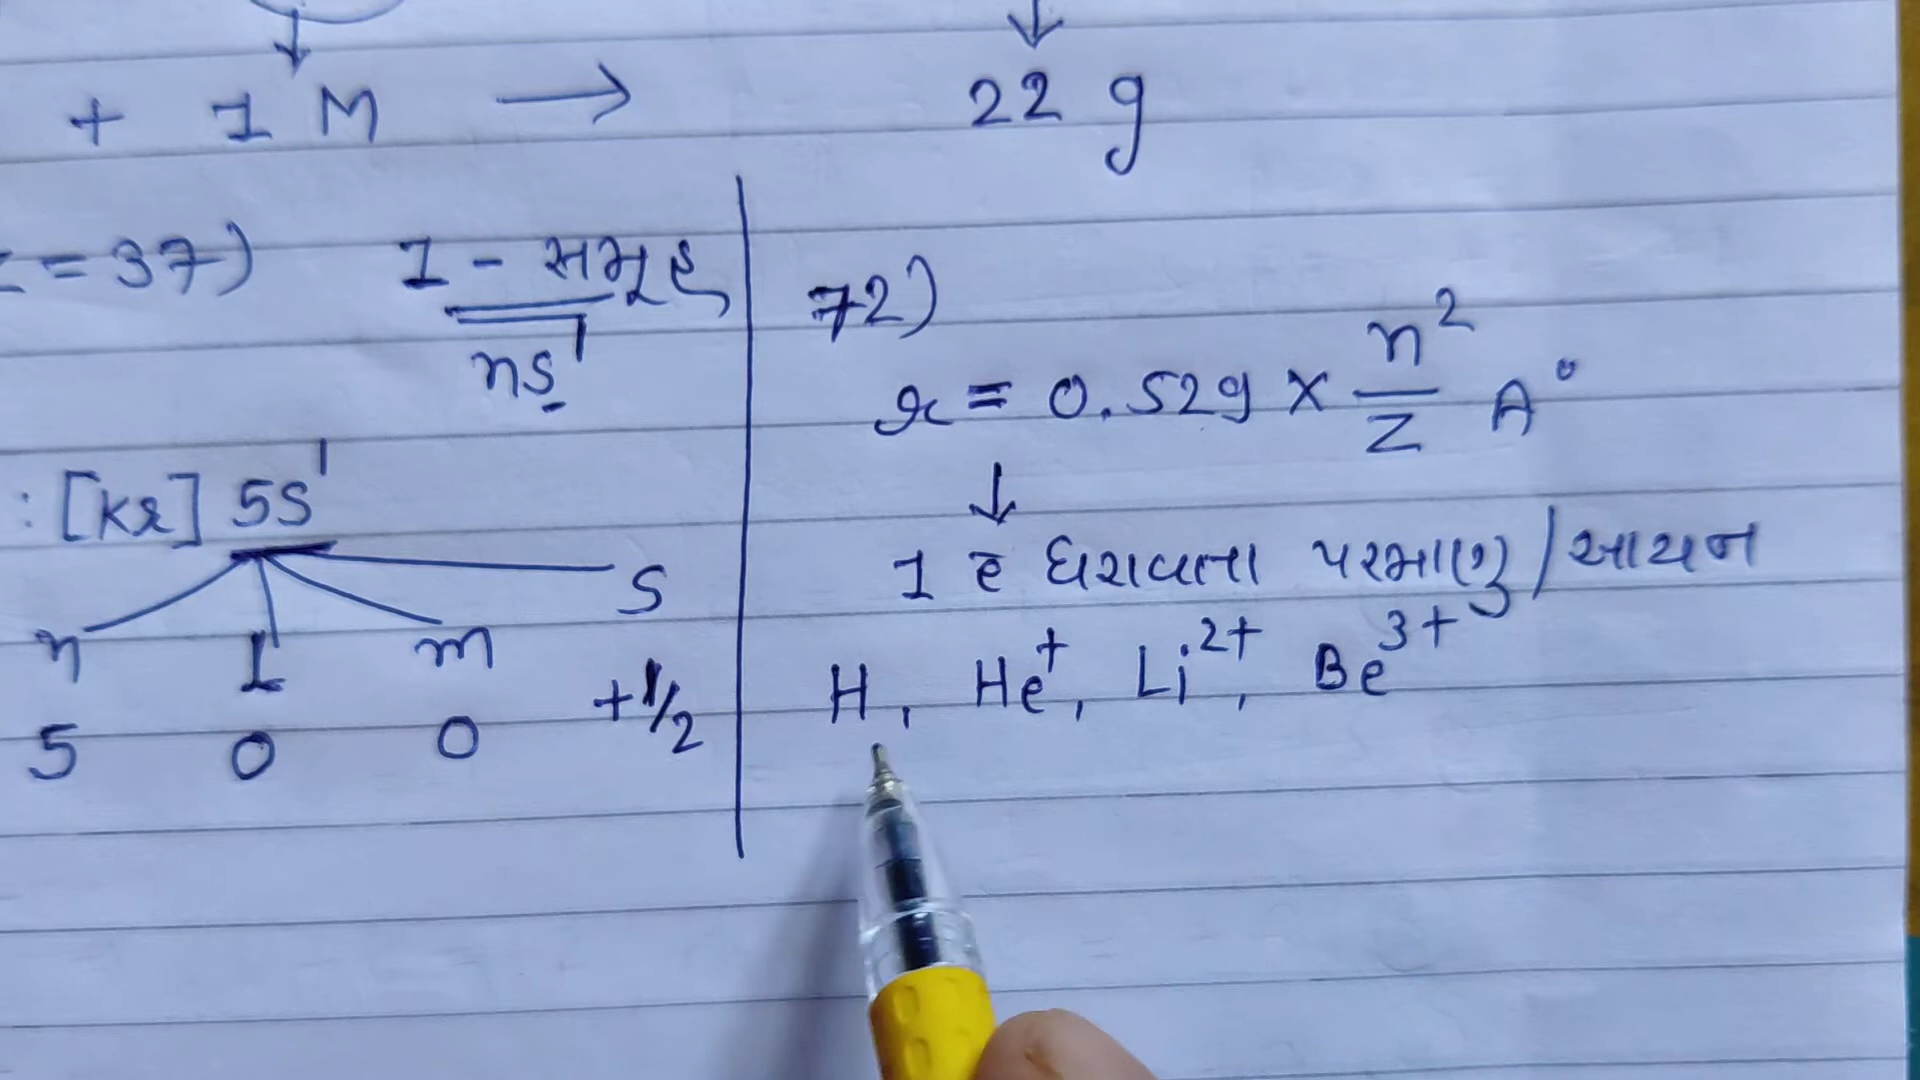 + 1 M → 22 g
= 37) I - સમૂહ
ns¹
: [Kr] 5s¹
n l m s
5 0 0 +1/2
72)
r = 0.529 × n²/Z A°
↓
1 e ધરાવતા પરમાણુ / આયન
H, He⁺, Li²⁺, Be³⁺